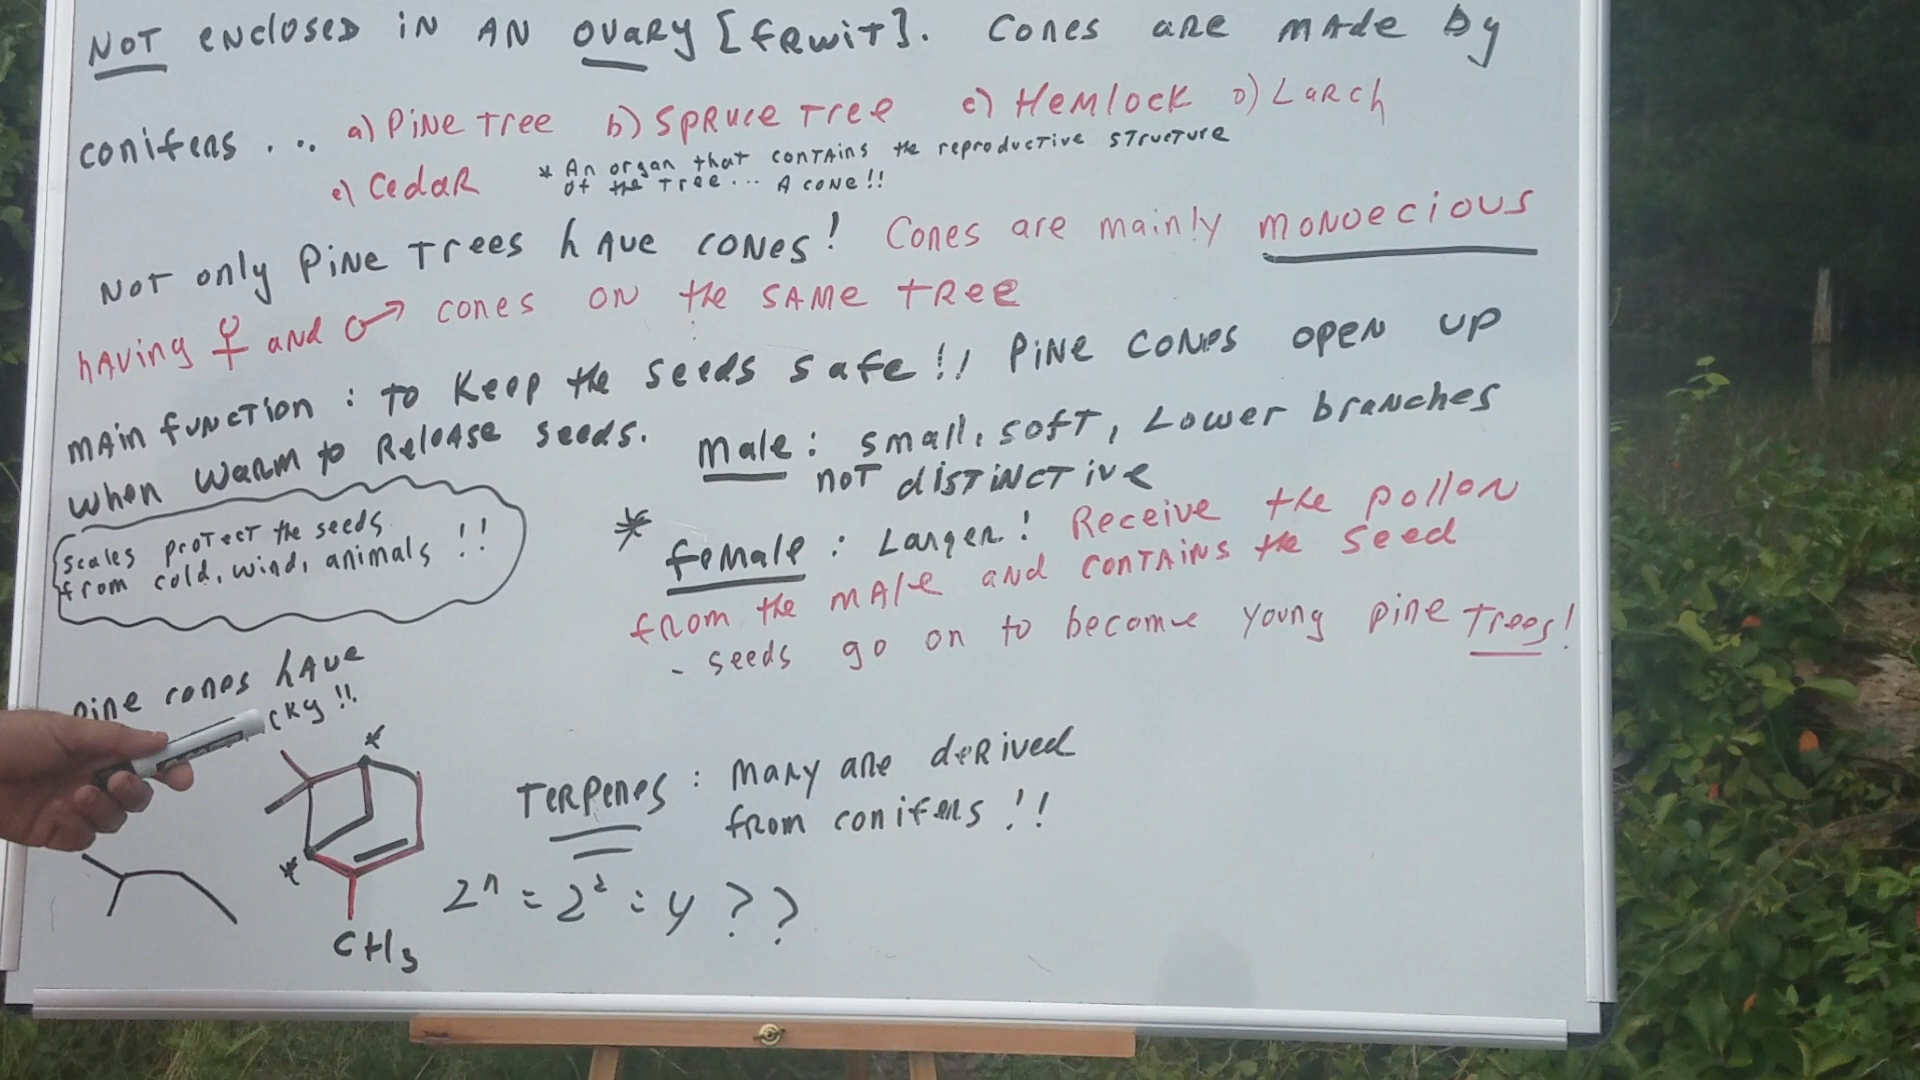 NOT enclosed in AN ovary [fruit]. Cones are made by
conifers ... a) Pine Tree b) Spruce Tree c) Hemlock D) Larch
e) Cedar * An organ that contains the reproductive structure
of the Tree... A cone!!
Not only Pine Trees have cones! Cones are mainly monoecious
having ♀ and ♂ cones on the same tree
main function : to Keep the seeds safe!! Pine cones open up
when warm to Release seeds. male : small, soft, Lower branches
not distinctive
scales protect the seeds
from cold, wind, animals !!
* female : Larger! Receive the pollon
from the male and contains the seed
- seeds go on to become young pine Trees!
pine cones have
cky!!
* *
Terpenes : Many are derived
from conifers !!
2ⁿ = 2² = 4 ??
CH3